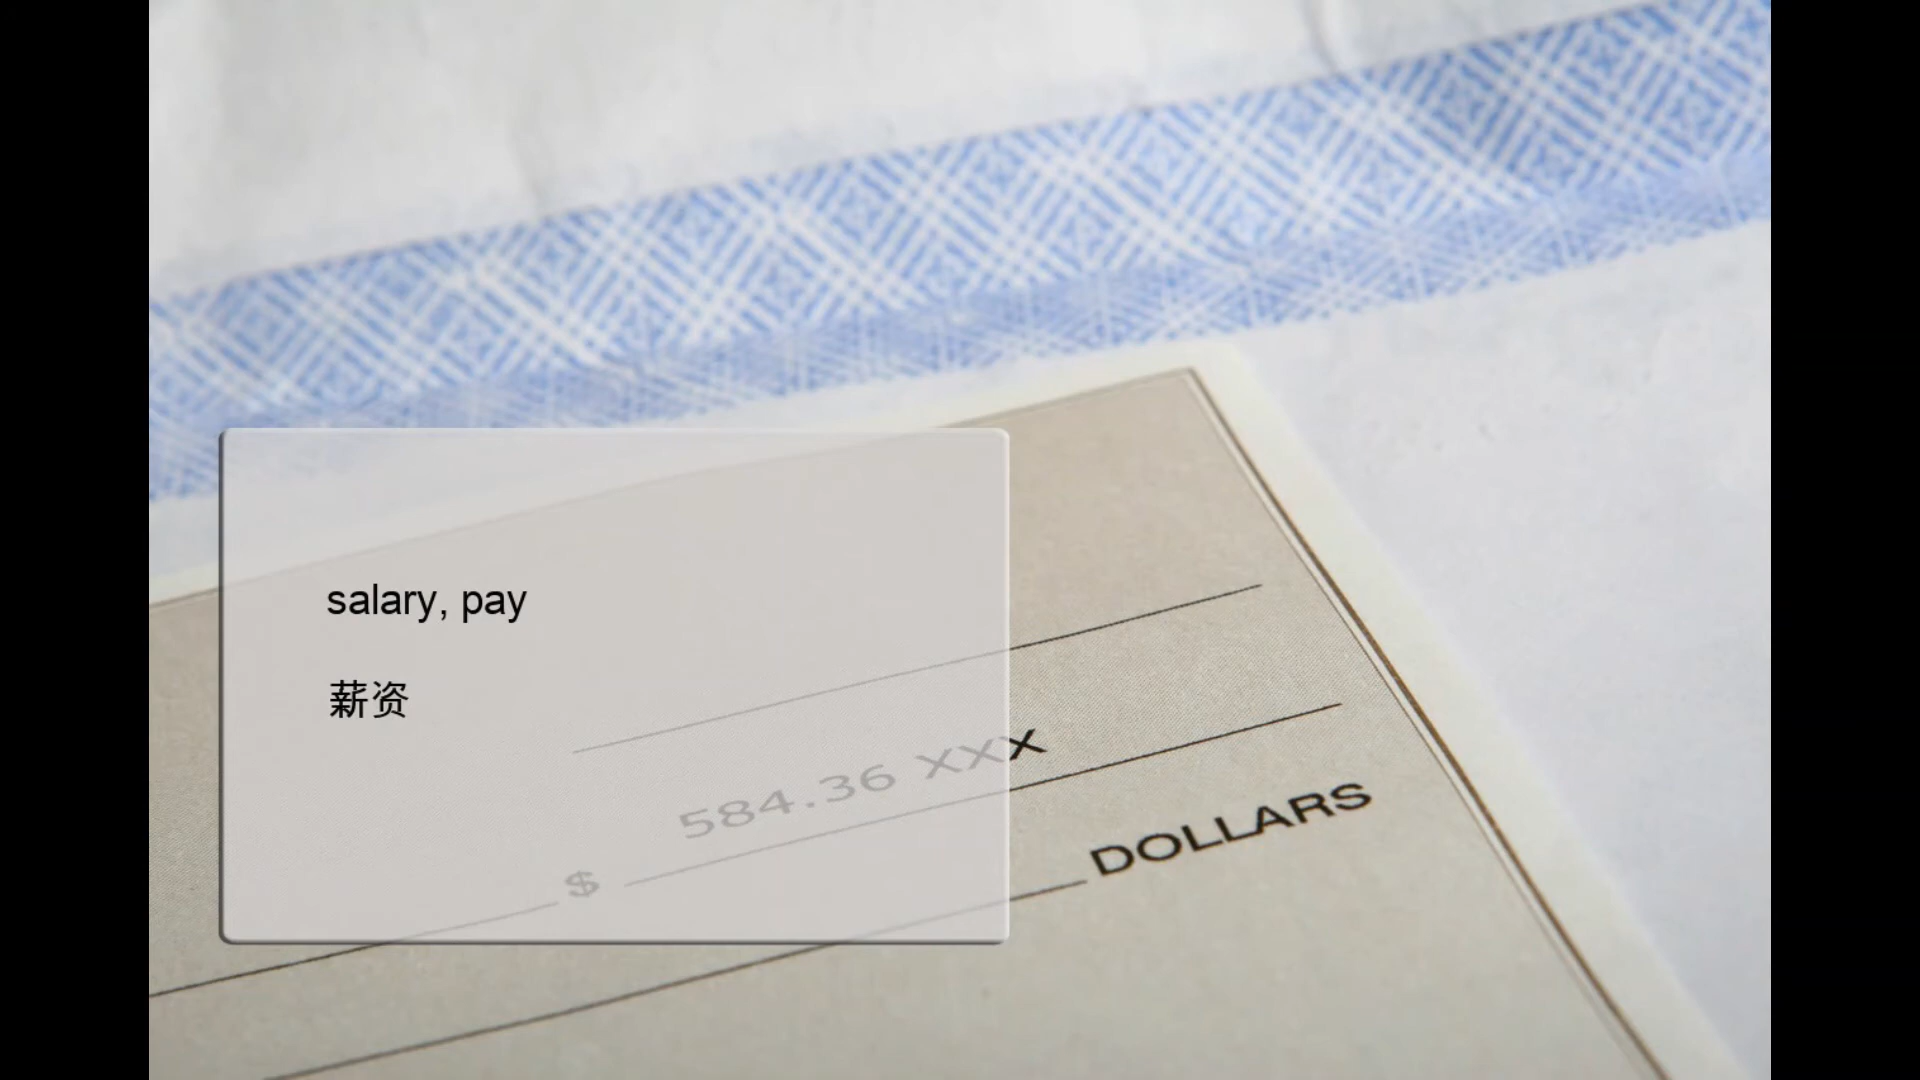 salary, pay
薪资
584.36 XXX
$
DOLLARS